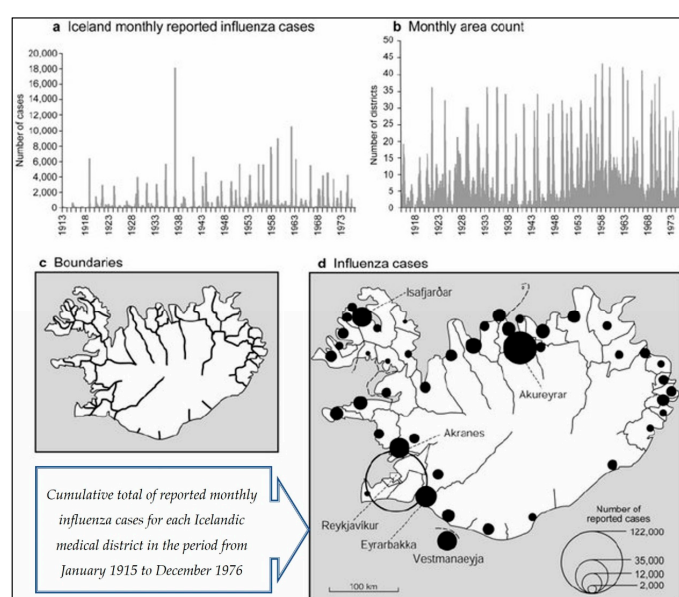 a Iceland monthly reported influenza cases
20,000
18,000
16,000
14,000
12,000
10,000
8,000
6,000
4,000
2,000
0
Number of cases
1913
1918
1923
1928
1933
1938
1943
1948
1953
1958
1963
1968
1973
b Monthly area count
50
45
40
35
30
25
20
15
10
5
0
Number of districts
1913
1918
1923
1928
1933
1938
1943
1948
1953
1958
1963
1968
1973
c Boundaries
d Influenza cases
Isafjarðar
Akureyrar
Akranes
Reykjavikur
Eyrarbakka
Vestmanaeyja
100 km
Number of
reported cases
122,000
35,000
12,000
2,000
Cumulative total of reported monthly
influenza cases for each Icelandic
medical district in the period from
January 1915 to December 1976